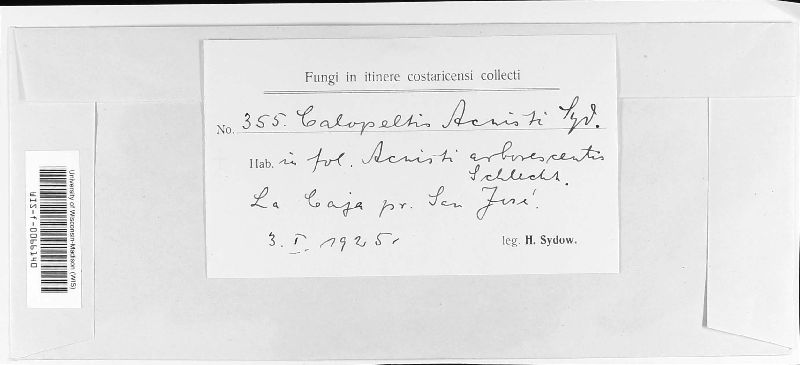 Fungi in itinere costaricensi collecti
No. 355. Calopeltis Acnisti Syd.
Hab. in fol. Acnisti arborescentis
Schlecht.
La Caja pr. San José.
3. I. 1925.
leg. H. Sydow.
University of Wisconsin-Madison (WIS)
WIS-f-0066140